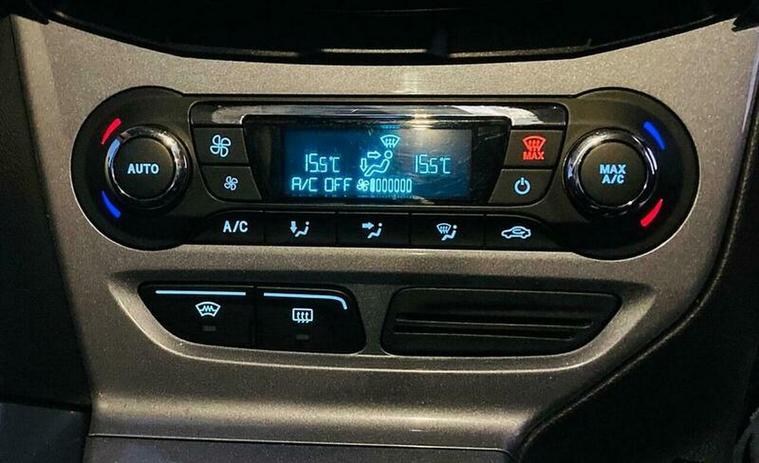 AUTO
15.5°C 15.5°C
A/C OFF
MAX
MAX
A/C
A/C